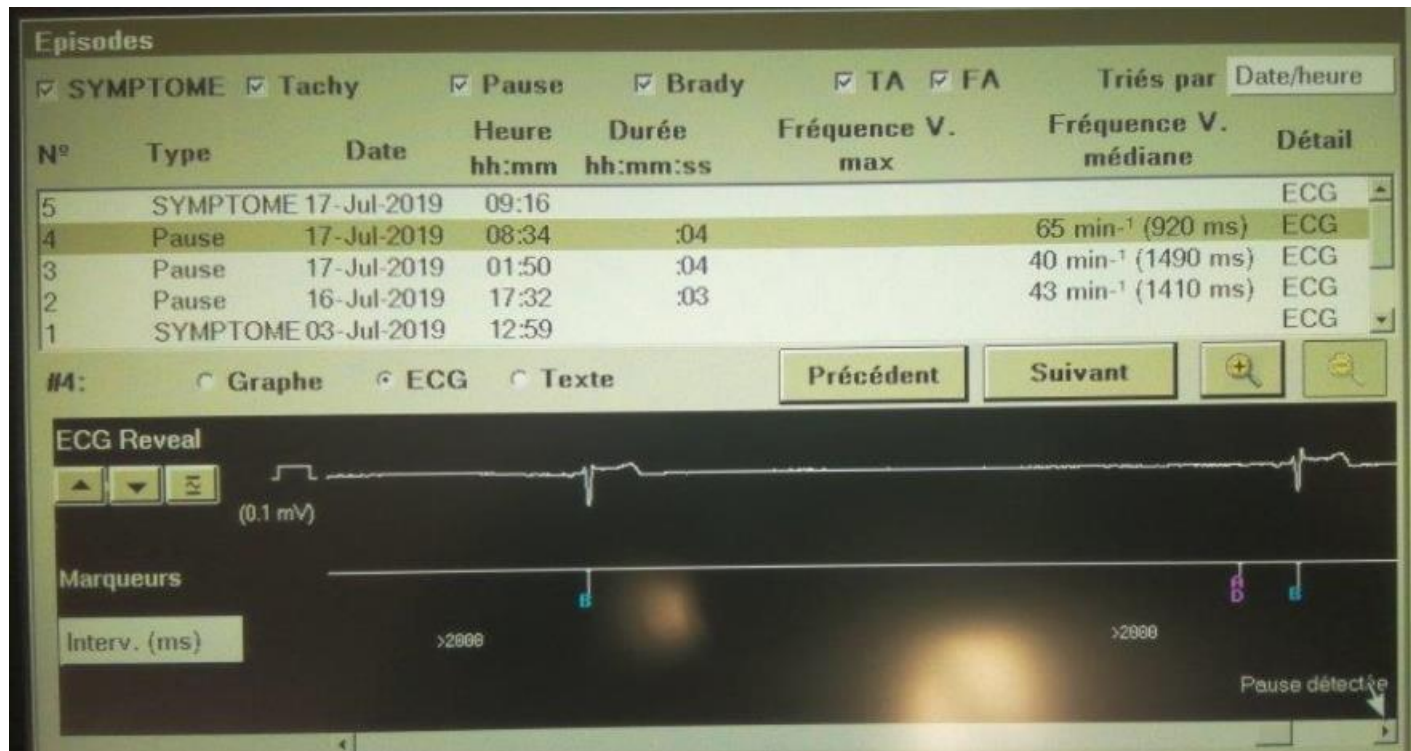 Episodes
SYMPTOME Tachy Pause Brady TA FA Triés par Date/heure
Nº Type Date Heure hh:mm Durée hh:mm:ss Fréquence V. max Fréquence V. médiane Détail
5 SYMPTOME 17-Jul-2019 09:16 ECG
4 Pause 17-Jul-2019 08:34 :04 65 min-¹ (920 ms) ECG
3 Pause 17-Jul-2019 01:50 :04 40 min-¹ (1490 ms) ECG
2 Pause 16-Jul-2019 17:32 :03 43 min-¹ (1410 ms) ECG
1 SYMPTOME 03-Jul-2019 12:59 ECG
#4: Graphe ECG Texte Précédent Suivant
ECG Reveal
(0.1 mV)
Marqueurs
B A D B
Interv. (ms) >2000 >2000
Pause détectée